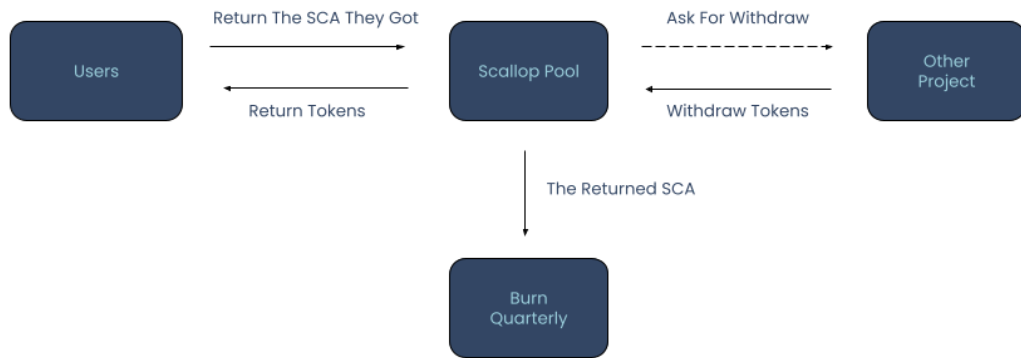 Return The SCA They Got
Ask For Withdraw
Users
Scallop Pool
Other
Project
Return Tokens
Withdraw Tokens
The Returned SCA
Burn
Quarterly